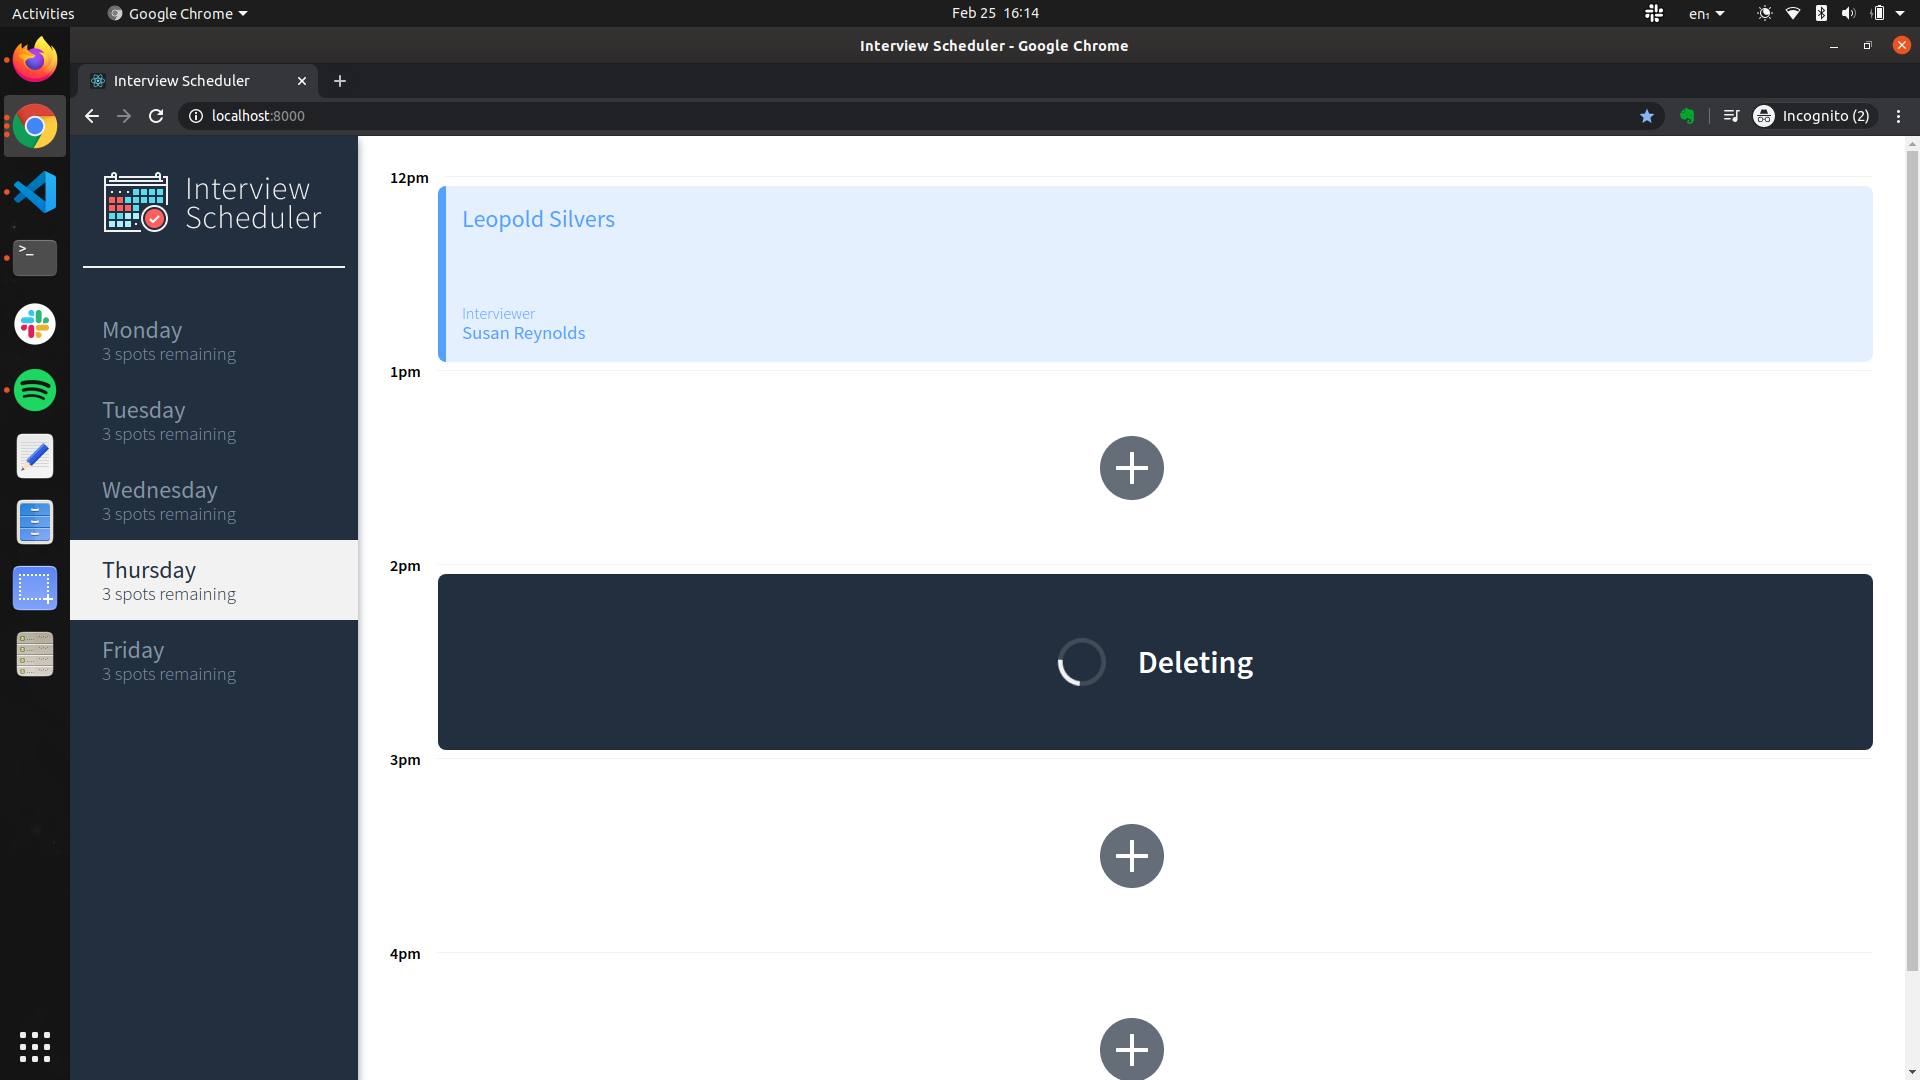 Activities
Google Chrome
Feb 25 16:14
en₁
Interview Scheduler - Google Chrome
Interview Scheduler
localhost:8000
Incognito (2)
Interview
Scheduler
Monday
3 spots remaining
Tuesday
3 spots remaining
Wednesday
3 spots remaining
Thursday
3 spots remaining
Friday
3 spots remaining
12pm
Leopold Silvers
Interviewer
Susan Reynolds
1pm
2pm
Deleting
3pm
4pm